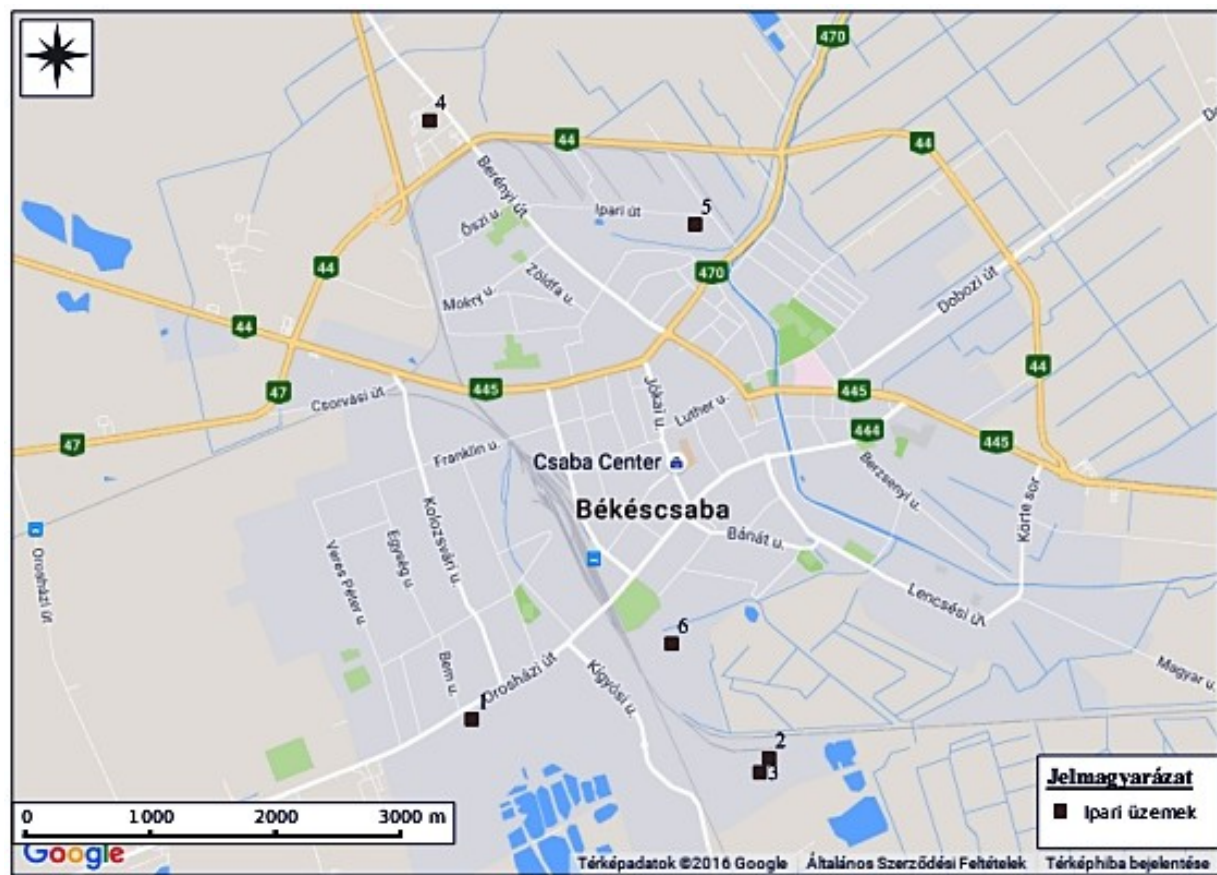 470
4
44
44
Berényi út
Ipari út
5
Őszi u.
470
44
Zöldfa u.
Mokry u.
Dobozi út
44
44
47
445
Csorvási út
Jókai u.
Luther u.
445
444
445
47
Franklin u.
Csaba Center
Berzsenyi u.
Békéscsaba
Kolozsvári u.
Körte sor
Egység u.
Bánát u.
Veres Péter u.
Orosházi út
Lencsési út
6
Magyar u.
Bem u.
Orosházi út
Kígyósi u.
1
2
3
Jelmagyarázat
Ipari üzemek
0 1000 2000 3000 m
Google
Térképadatok ©2016 Google Általános Szerződési Feltételek Térképhiba bejelentése